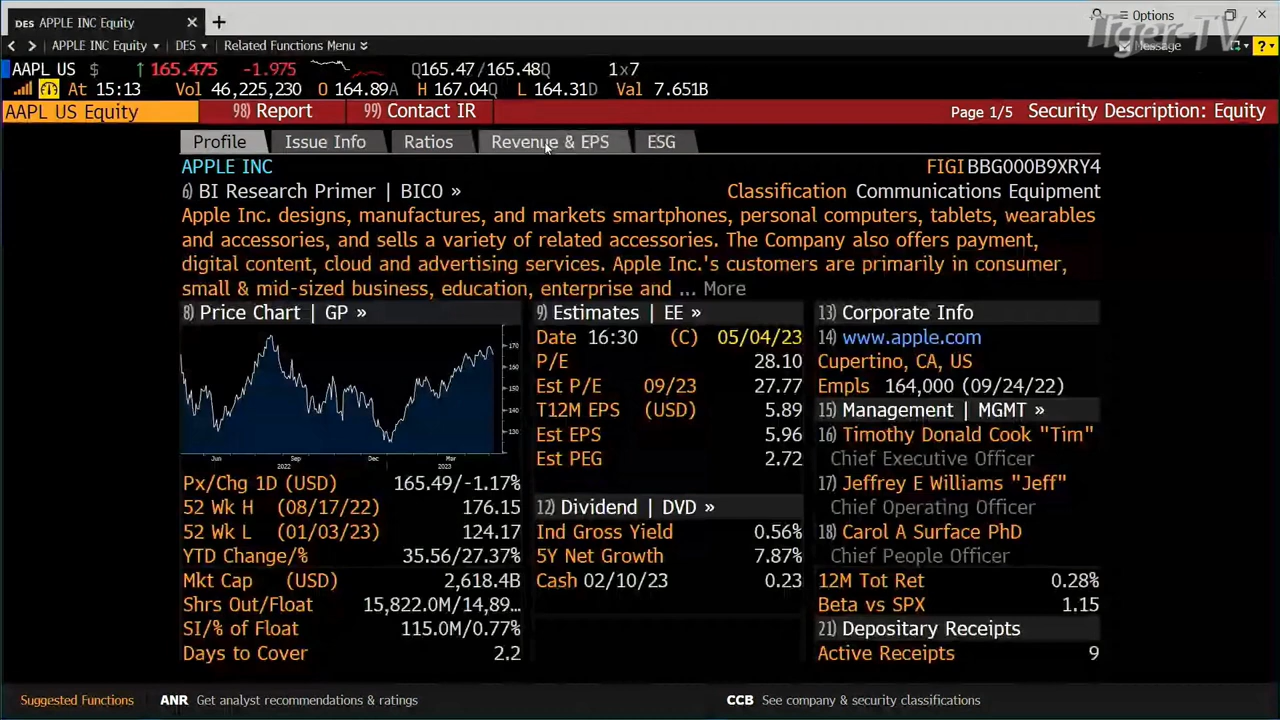 DES APPLE INC Equity
Options
APPLE INC Equity DES Related Functions Menu
Tiger-TV
Message
AAPL US $ ↑ 165.475 -1.975 Q165.47/165.48Q 1x7
At 15:13 Vol 46,225,230 O 164.89A H 167.04Q L 164.31D Val 7.651B
AAPL US Equity 98) Report 99) Contact IR Page 1/5 Security Description: Equity
Profile Issue Info Ratios Revenue & EPS ESG
APPLE INC FIGI BBG000B9XRY4
6) BI Research Primer | BICO » Classification Communications Equipment
Apple Inc. designs, manufactures, and markets smartphones, personal computers, tablets, wearables
and accessories, and sells a variety of related accessories. The Company also offers payment,
digital content, cloud and advertising services. Apple Inc.'s customers are primarily in consumer,
small & mid-sized business, education, enterprise and ... More
8) Price Chart | GP »
170
160
150
140
130
Jun Sep Dec Mar
2022 2023
Px/Chg 1D (USD) 165.49/-1.17%
52 Wk H (08/17/22) 176.15
52 Wk L (01/03/23) 124.17
YTD Change/% 35.56/27.37%
Mkt Cap (USD) 2,618.4B
Shrs Out/Float 15,822.0M/14,89...
SI/% of Float 115.0M/0.77%
Days to Cover 2.2
9) Estimates | EE »
Date 16:30 (C) 05/04/23
P/E 28.10
Est P/E 09/23 27.77
T12M EPS (USD) 5.89
Est EPS 5.96
Est PEG 2.72
12) Dividend | DVD »
Ind Gross Yield 0.56%
5Y Net Growth 7.87%
Cash 02/10/23 0.23
13) Corporate Info
14) www.apple.com
Cupertino, CA, US
Empls 164,000 (09/24/22)
15) Management | MGMT »
16) Timothy Donald Cook "Tim"
Chief Executive Officer
17) Jeffrey E Williams "Jeff"
Chief Operating Officer
18) Carol A Surface PhD
Chief People Officer
12M Tot Ret 0.28%
Beta vs SPX 1.15
21) Depositary Receipts
Active Receipts 9
Suggested Functions ANR Get analyst recommendations & ratings CCB See company & security classifications